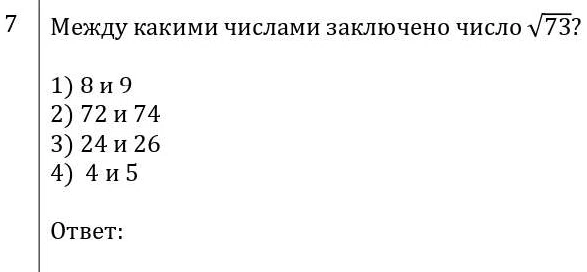 7 Между какими числами заключено число √73?
1) 8 и 9
2) 72 и 74
3) 24 и 26
4) 4 и 5
Ответ: